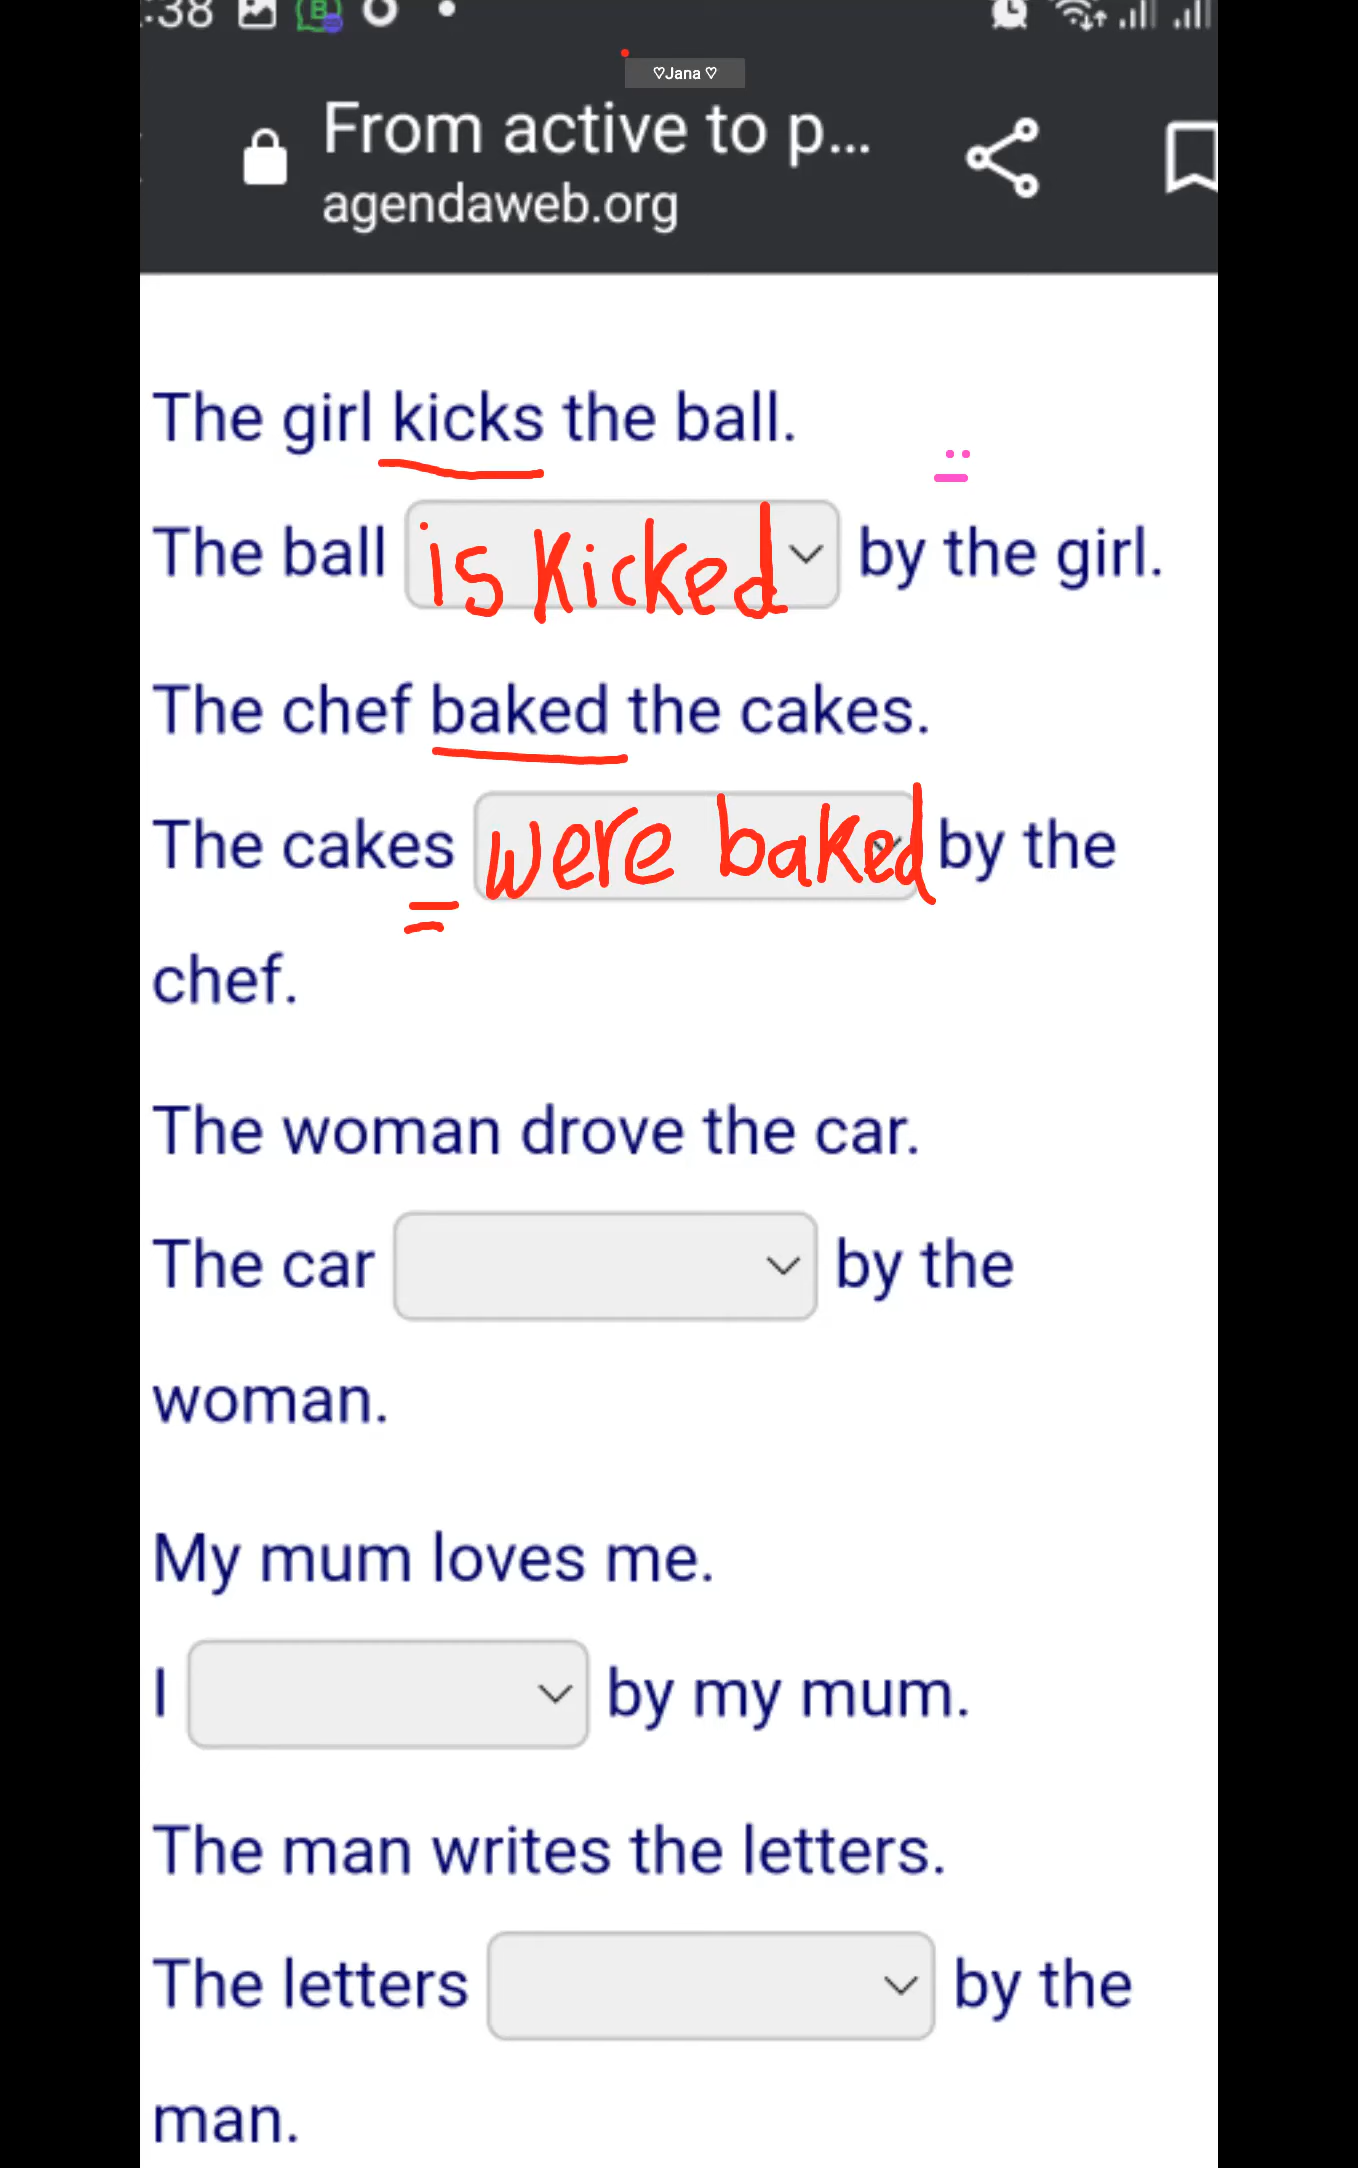 :38
♡Jana ♡
From active to p...
agendaweb.org
The girl kicks the ball.
The ball is kicked by the girl.
The chef baked the cakes.
The cakes were baked by the
chef.
The woman drove the car.
The car by the
woman.
My mum loves me.
I by my mum.
The man writes the letters.
The letters by the
man.